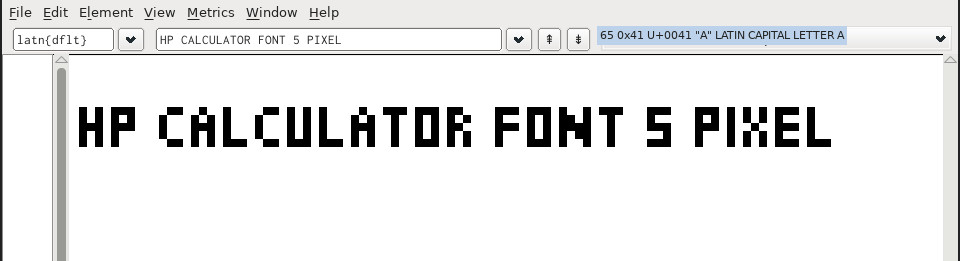 File Edit Element View Metrics Window Help
latn{dflt} HP CALCULATOR FONT 5 PIXEL 65 0x41 U+0041 "A" LATIN CAPITAL LETTER A
HP CALCULATOR FONT 5 PIXEL